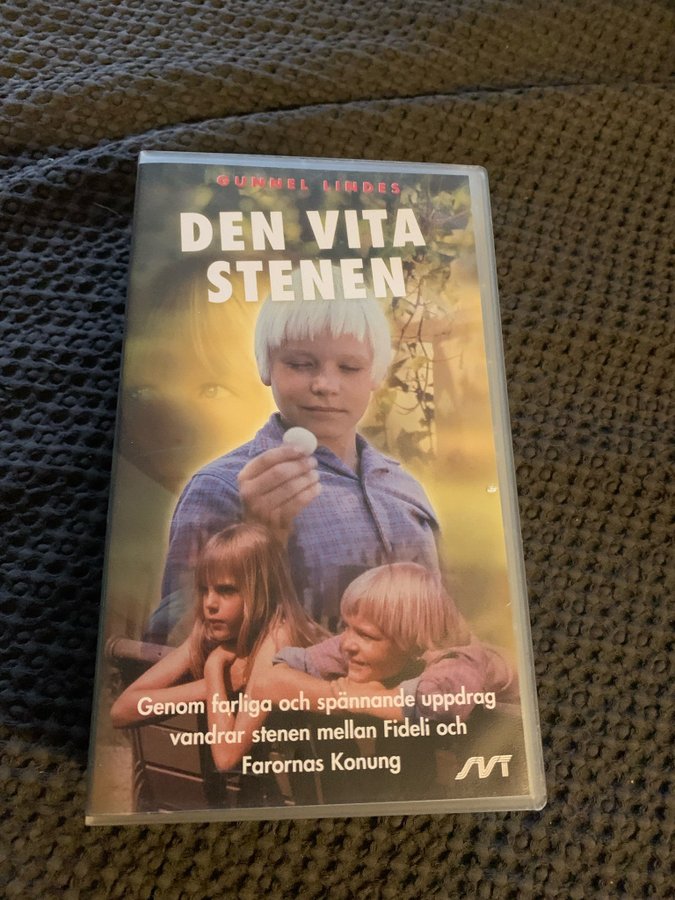 GUNNEL LINDES
DEN VITA
STENEN
Genom farliga och spännande uppdrag
vandrar stenen mellan Fideli och
Farornas Konung
SVT